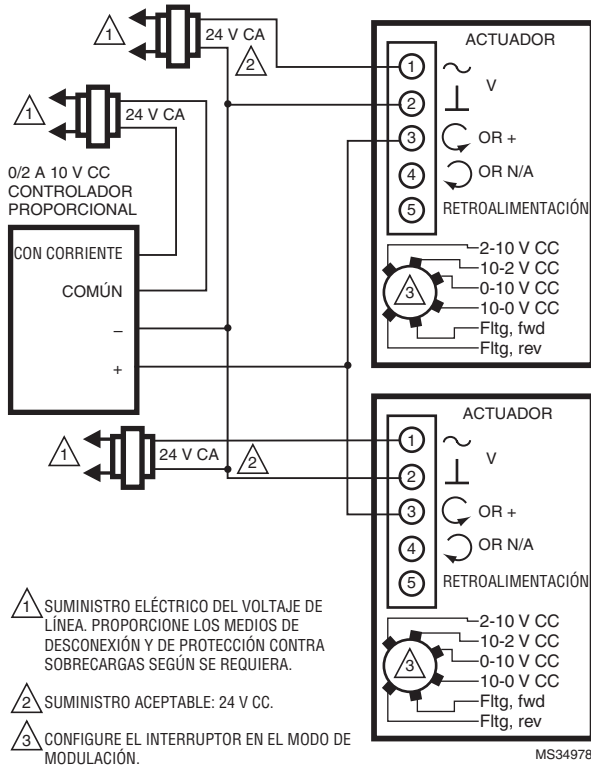 1
24 V CA
2
1
24 V CA
0/2 A 10 V CC
CONTROLADOR
PROPORCIONAL
CON CORRIENTE
COMÚN
–
+
ACTUADOR
1
V
2
3 OR +
4 OR N/A
5 RETROALIMENTACIÓN
3
2-10 V CC
10-2 V CC
0-10 V CC
10-0 V CC
Fltg, fwd
Fltg, rev
1
24 V CA
2
ACTUADOR
1
V
2
3 OR +
4 OR N/A
5 RETROALIMENTACIÓN
3
2-10 V CC
10-2 V CC
0-10 V CC
10-0 V CC
Fltg, fwd
Fltg, rev
1 SUMINISTRO ELÉCTRICO DEL VOLTAJE DE
LÍNEA. PROPORCIONE LOS MEDIOS DE
DESCONEXIÓN Y DE PROTECCIÓN CONTRA
SOBRECARGAS SEGÚN SE REQUIERA.
2 SUMINISTRO ACEPTABLE: 24 V CC.
3 CONFIGURE EL INTERRUPTOR EN EL MODO DE
MODULACIÓN.
MS34978